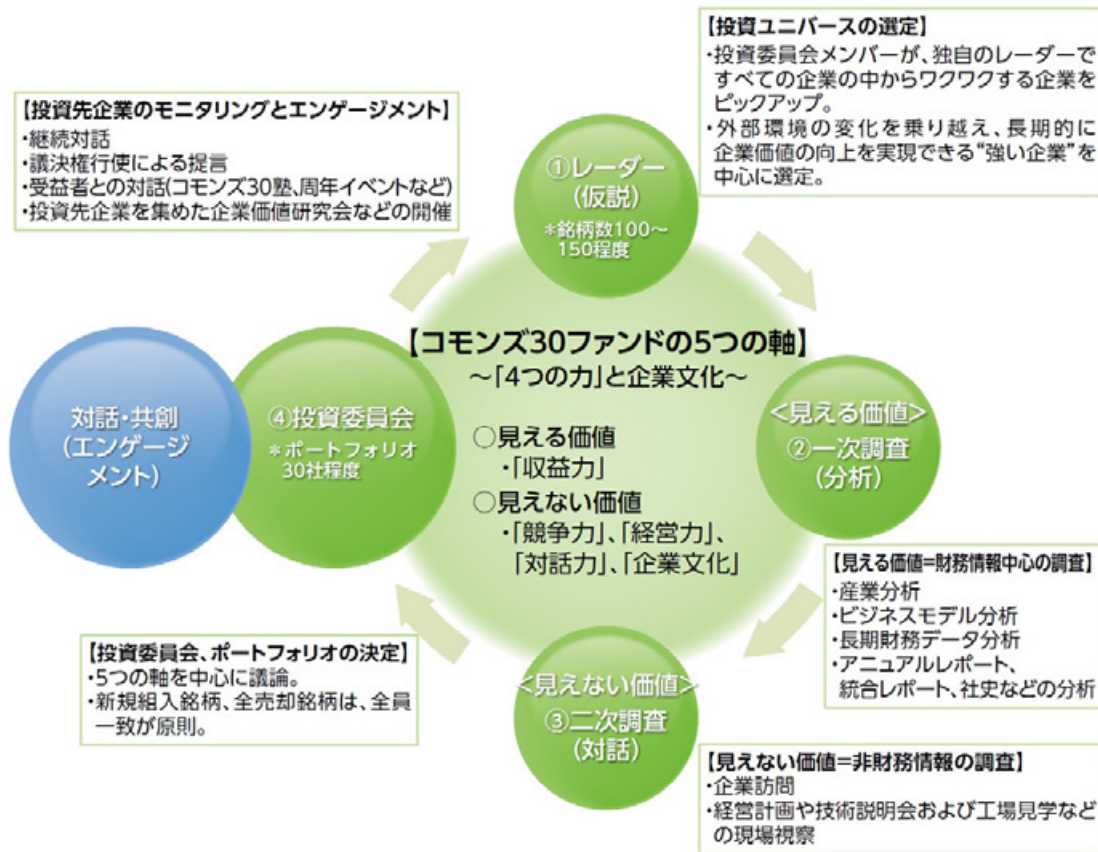 【投資ユニバースの選定】
・投資委員会メンバーが、独自のレーダーで
すべての企業の中からワクワクする企業を
ピックアップ。
・外部環境の変化を乗り越え、長期的に
企業価値の向上を実現できる“強い企業”を
中心に選定。
【投資先企業のモニタリングとエンゲージメント】
・継続対話
・議決権行使による提言
・受益者との対話(コモンズ30塾、周年イベントなど)
・投資先企業を集めた企業価値研究会などの開催
①レーダー
(仮説)
＊銘柄数100～
150程度
【コモンズ30ファンドの5つの軸】
～「4つの力」と企業文化～
○見える価値
・「収益力」
○見えない価値
・「競争力」、「経営力」、
「対話力」、「企業文化」
対話・共創
(エンゲージ
メント)
④投資委員会
＊ポートフォリオ
30社程度
<見える価値>
②一次調査
(分析)
【見える価値=財務情報中心の調査】
・産業分析
・ビジネスモデル分析
・長期財務データ分析
・アニュアルレポート、
統合レポート、社史などの分析
【投資委員会、ポートフォリオの決定】
・5つの軸を中心に議論。
・新規組入銘柄、全売却銘柄は、全員
一致が原則。
<見えない価値>
③二次調査
(対話)
【見えない価値=非財務情報の調査】
・企業訪問
・経営計画や技術説明会および工場見学など
の現場視察